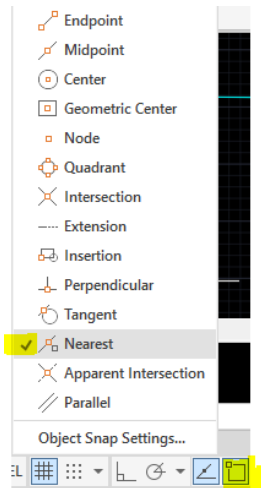 Endpoint
Midpoint
Center
Geometric Center
Node
Quadrant
Intersection
Extension
Insertion
Perpendicular
Tangent
Nearest
Apparent Intersection
Parallel
Object Snap Settings...
EL